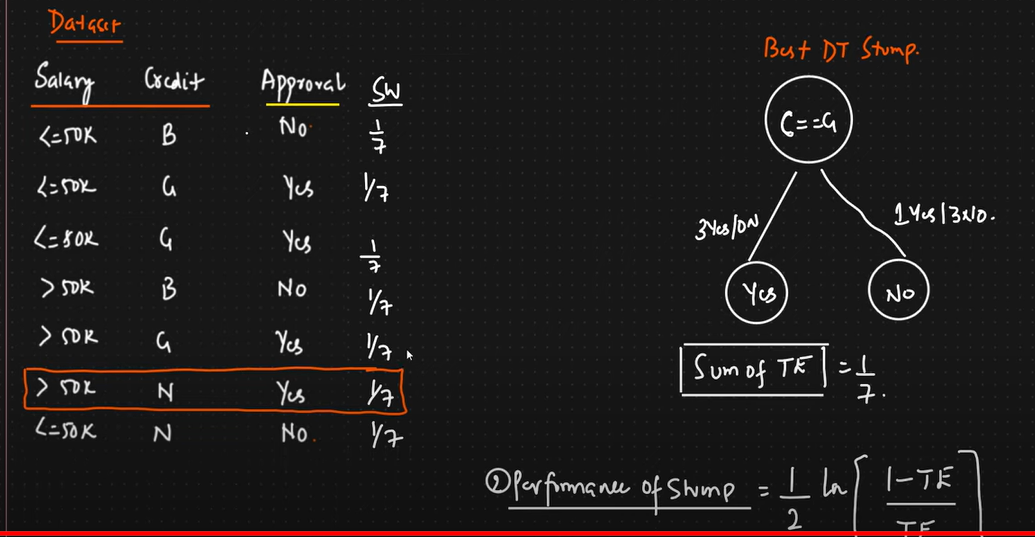 Dataset
Best DT Stump.
Salary Credit Approval SW
<=50K B No 1/7
<=50K G Yes 1/7
<=50K G Yes 1/7
>50K B No 1/7
>50K G Yes 1/7
>50K N Yes 1/7
<=50K N No. 1/7
C==G
3Yes/0N
1Yes/3No.
Yes
No
Sum of TE = 1/7.
② Performance of Stump = 1/2 ln [ 1-TE / TE ]